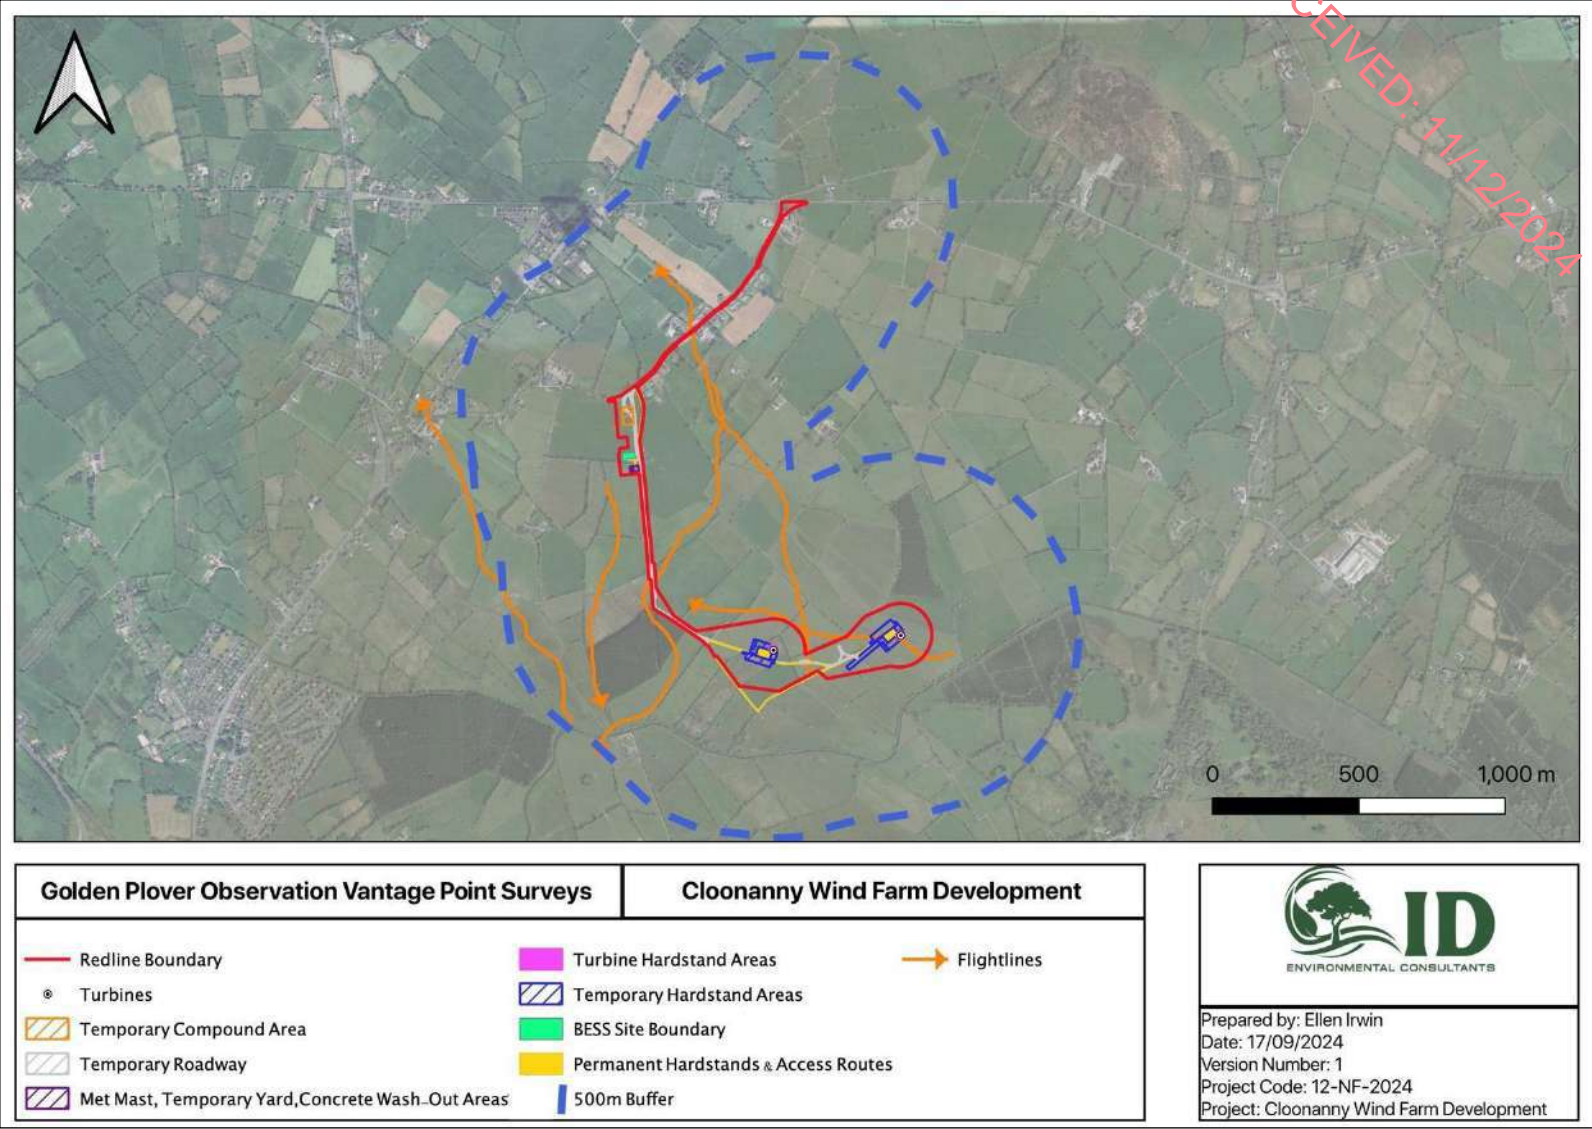 CEIVED: 11/12/2024
0 500 1,000 m
Golden Plover Observation Vantage Point Surveys
Cloonanny Wind Farm Development
Redline Boundary
Turbines
Temporary Compound Area
Temporary Roadway
Met Mast, Temporary Yard,Concrete Wash-Out Areas
Turbine Hardstand Areas
Temporary Hardstand Areas
BESS Site Boundary
Permanent Hardstands & Access Routes
500m Buffer
Flightlines
ID
ENVIRONMENTAL CONSULTANTS
Prepared by: Ellen Irwin
Date: 17/09/2024
Version Number: 1
Project Code: 12-NF-2024
Project: Cloonanny Wind Farm Development